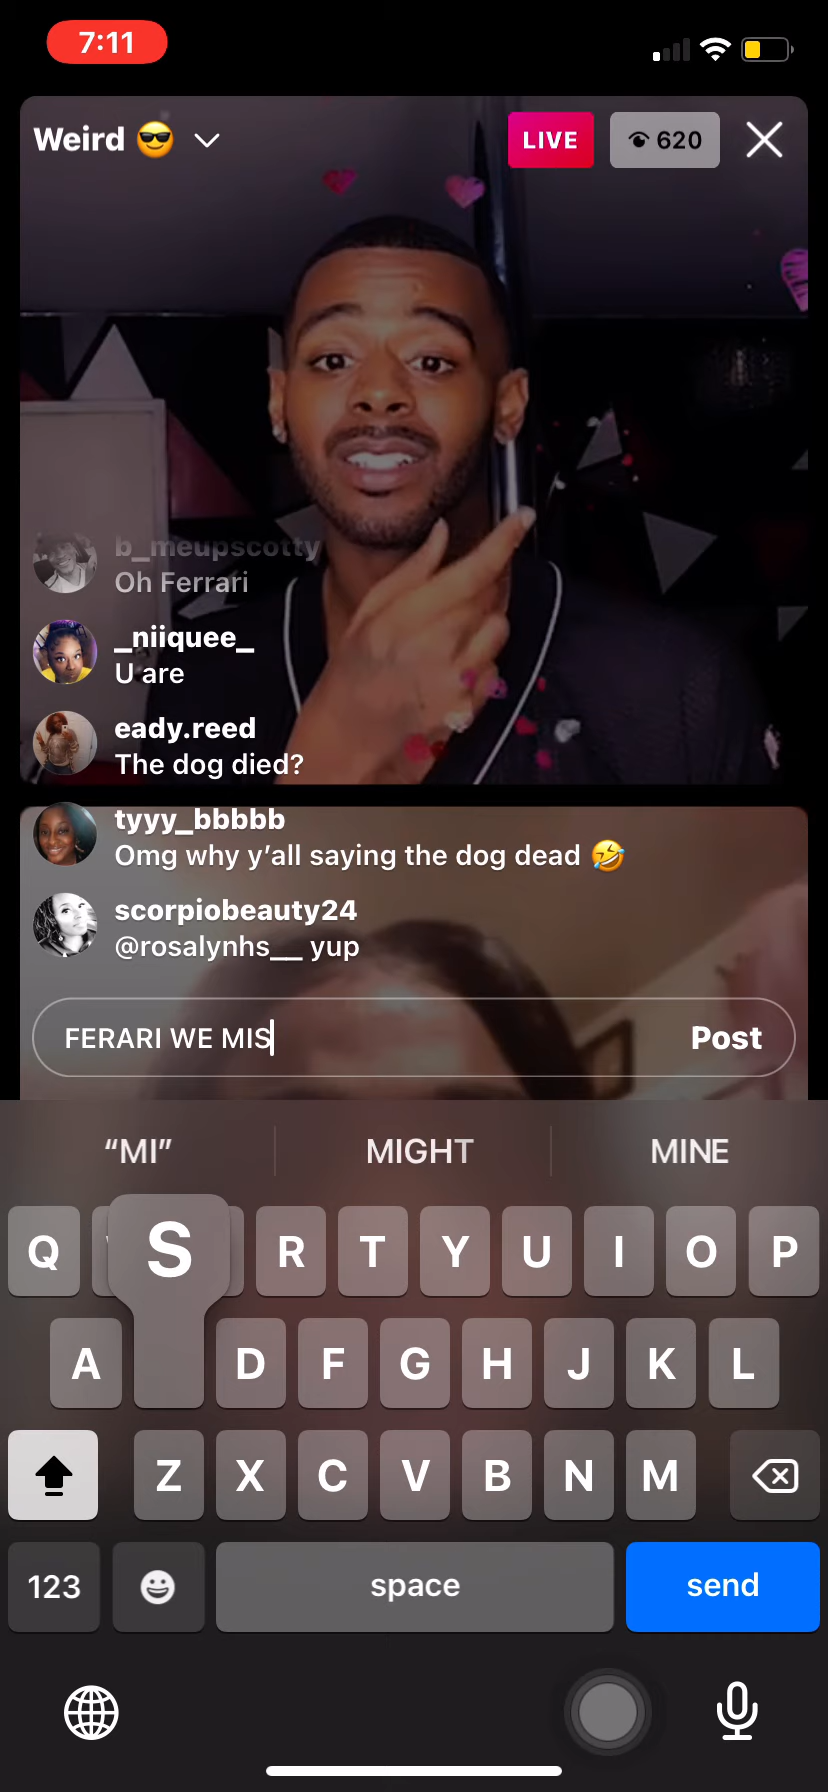 7:11
Weird 😎
LIVE
620
b_meupscotty
Oh Ferrari
_niiquee_
U are
eady.reed
The dog died?
tyyy_bbbbb
Omg why y’all saying the dog dead 🤣
scorpiobeauty24
@rosalynhs__ yup
FERARI WE MIS
Post
“MI”
MIGHT
MINE
Q
S
R
T
Y
U
I
O
P
A
D
F
G
H
J
K
L
Z
X
C
V
B
N
M
123
space
send